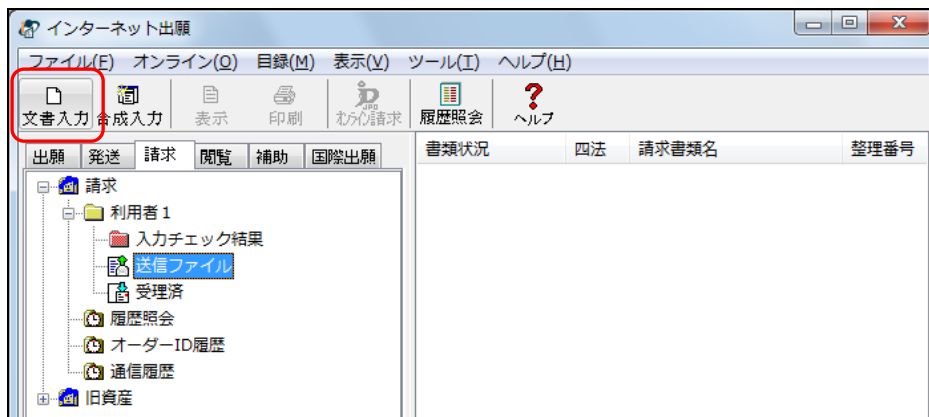 インターネット出願
ファイル(F) オンライン(O) 目録(M) 表示(V) ツール(T) ヘルプ(H)
文書入力 合成入力 表示 印刷 オンライン請求 履歴照会 ヘルプ
出願 発送 請求 閲覧 補助 国際出願
書類状況 四法 請求書類名 整理番号
請求
利用者1
入力チェック結果
送信ファイル
受理済
履歴照会
オーダーID履歴
通信履歴
旧資産